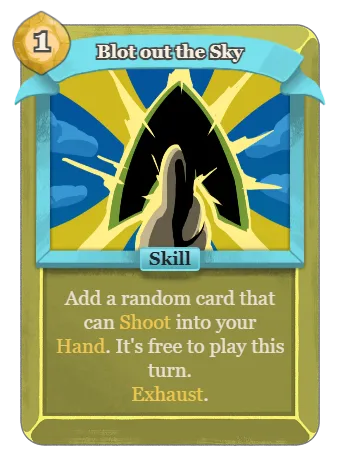 1
Blot out the Sky
Skill
Add a random card that
can Shoot into your
Hand. It's free to play this
turn.
Exhaust.